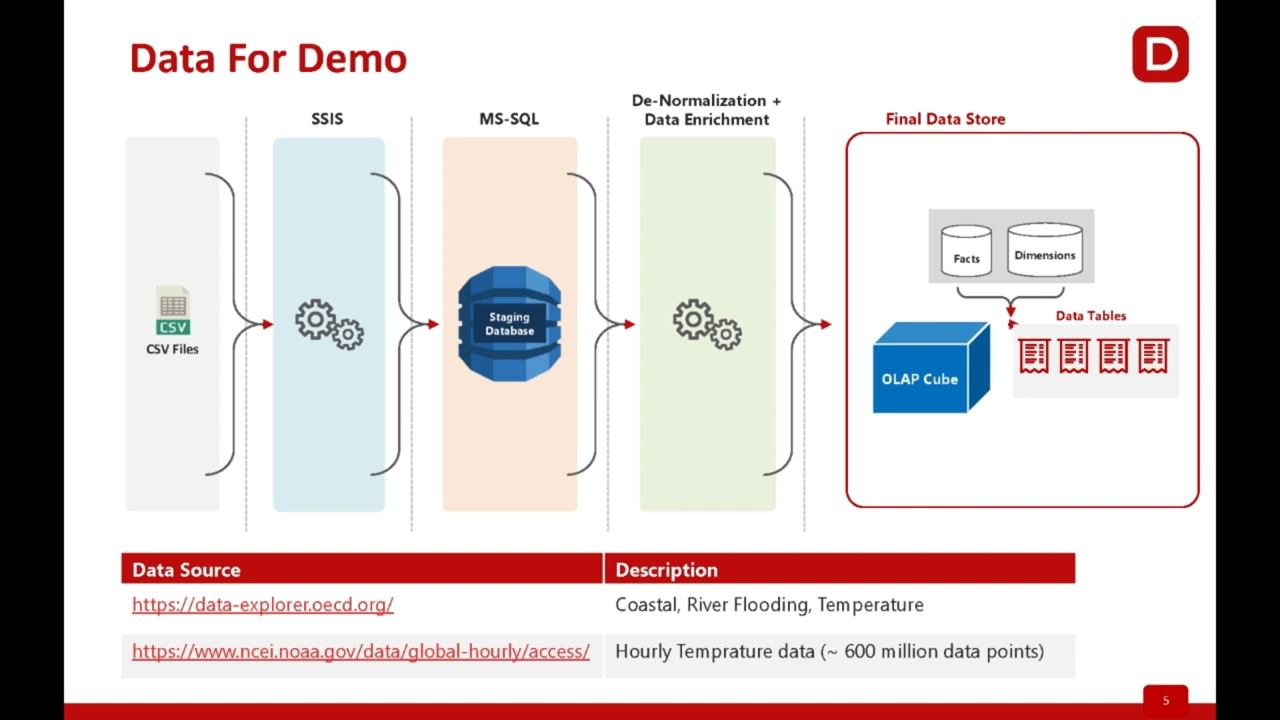 Data For Demo
D
SSIS
MS-SQL
De-Normalization +
Data Enrichment
Final Data Store
CSV
CSV Files
Staging
Database
Facts
Dimensions
Data Tables
OLAP Cube
Data Source
Description
https://data-explorer.oecd.org/
Coastal, River Flooding, Temperature
https://www.ncei.noaa.gov/data/global-hourly/access/
Hourly Temprature data (~ 600 million data points)
5